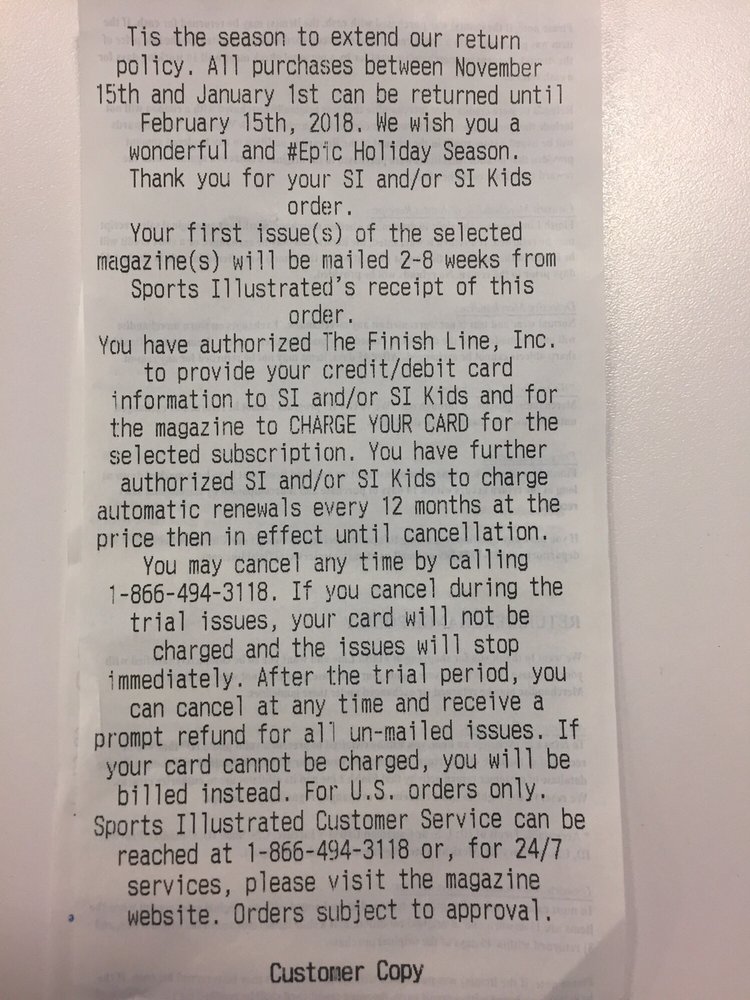 Tis the season to extend our return
policy. All purchases between November
15th and January 1st can be returned until
February 15th, 2018. We wish you a
wonderful and #Epic Holiday Season.
Thank you for your SI and/or SI Kids
order.
Your first issue(s) of the selected
magazine(s) will be mailed 2-8 weeks from
Sports Illustrated's receipt of this
order.
You have authorized The Finish Line, Inc.
to provide your credit/debit card
information to SI and/or SI Kids and for
the magazine to CHARGE YOUR CARD for the
selected subscription. You have further
authorized SI and/or SI Kids to charge
automatic renewals every 12 months at the
price then in effect until cancellation.
You may cancel any time by calling
1-866-494-3118. If you cancel during the
trial issues, your card will not be
charged and the issues will stop
immediately. After the trial period, you
can cancel at any time and receive a
prompt refund for all un-mailed issues. If
your card cannot be charged, you will be
billed instead. For U.S. orders only.
Sports Illustrated Customer Service can be
reached at 1-866-494-3118 or, for 24/7
services, please visit the magazine
website. Orders subject to approval.
Customer Copy